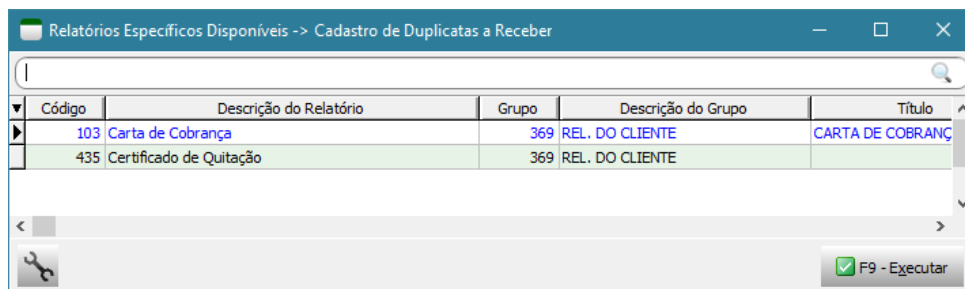 Relatórios Específicos Disponíveis -> Cadastro de Duplicatas a Receber
Código Descrição do Relatório Grupo Descrição do Grupo Título
103 Carta de Cobrança 369 REL. DO CLIENTE CARTA DE COBRANÇ
435 Certificado de Quitação 369 REL. DO CLIENTE
F9 - Executar